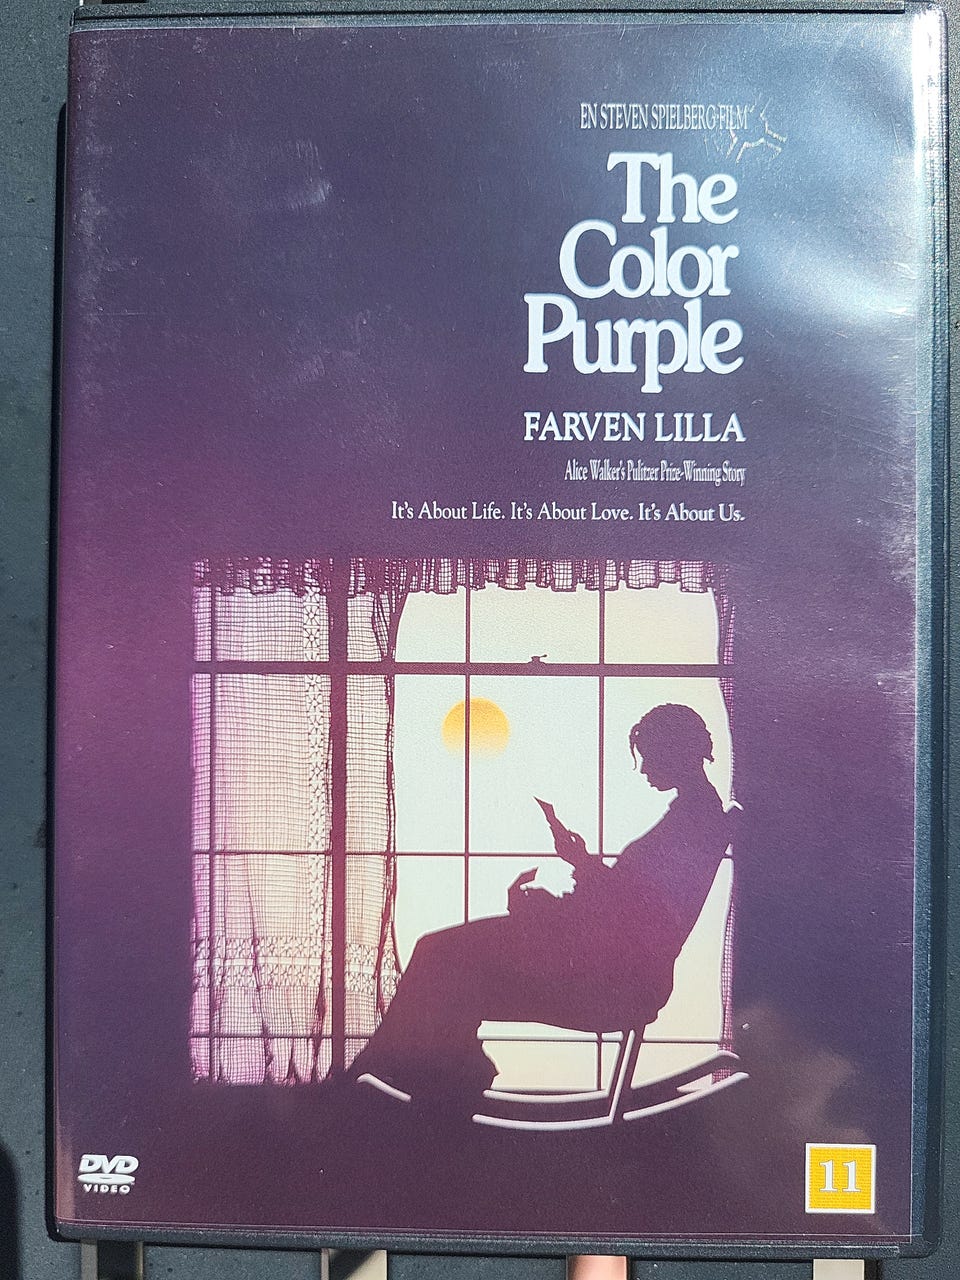 EN STEVEN SPIELBERG FILM
The
Color
Purple
FARVEN LILLA
Alice Walker's Pulitzer Prize-Winning Story
It's About Life. It's About Love. It's About Us.
DVD
VIDEO
11